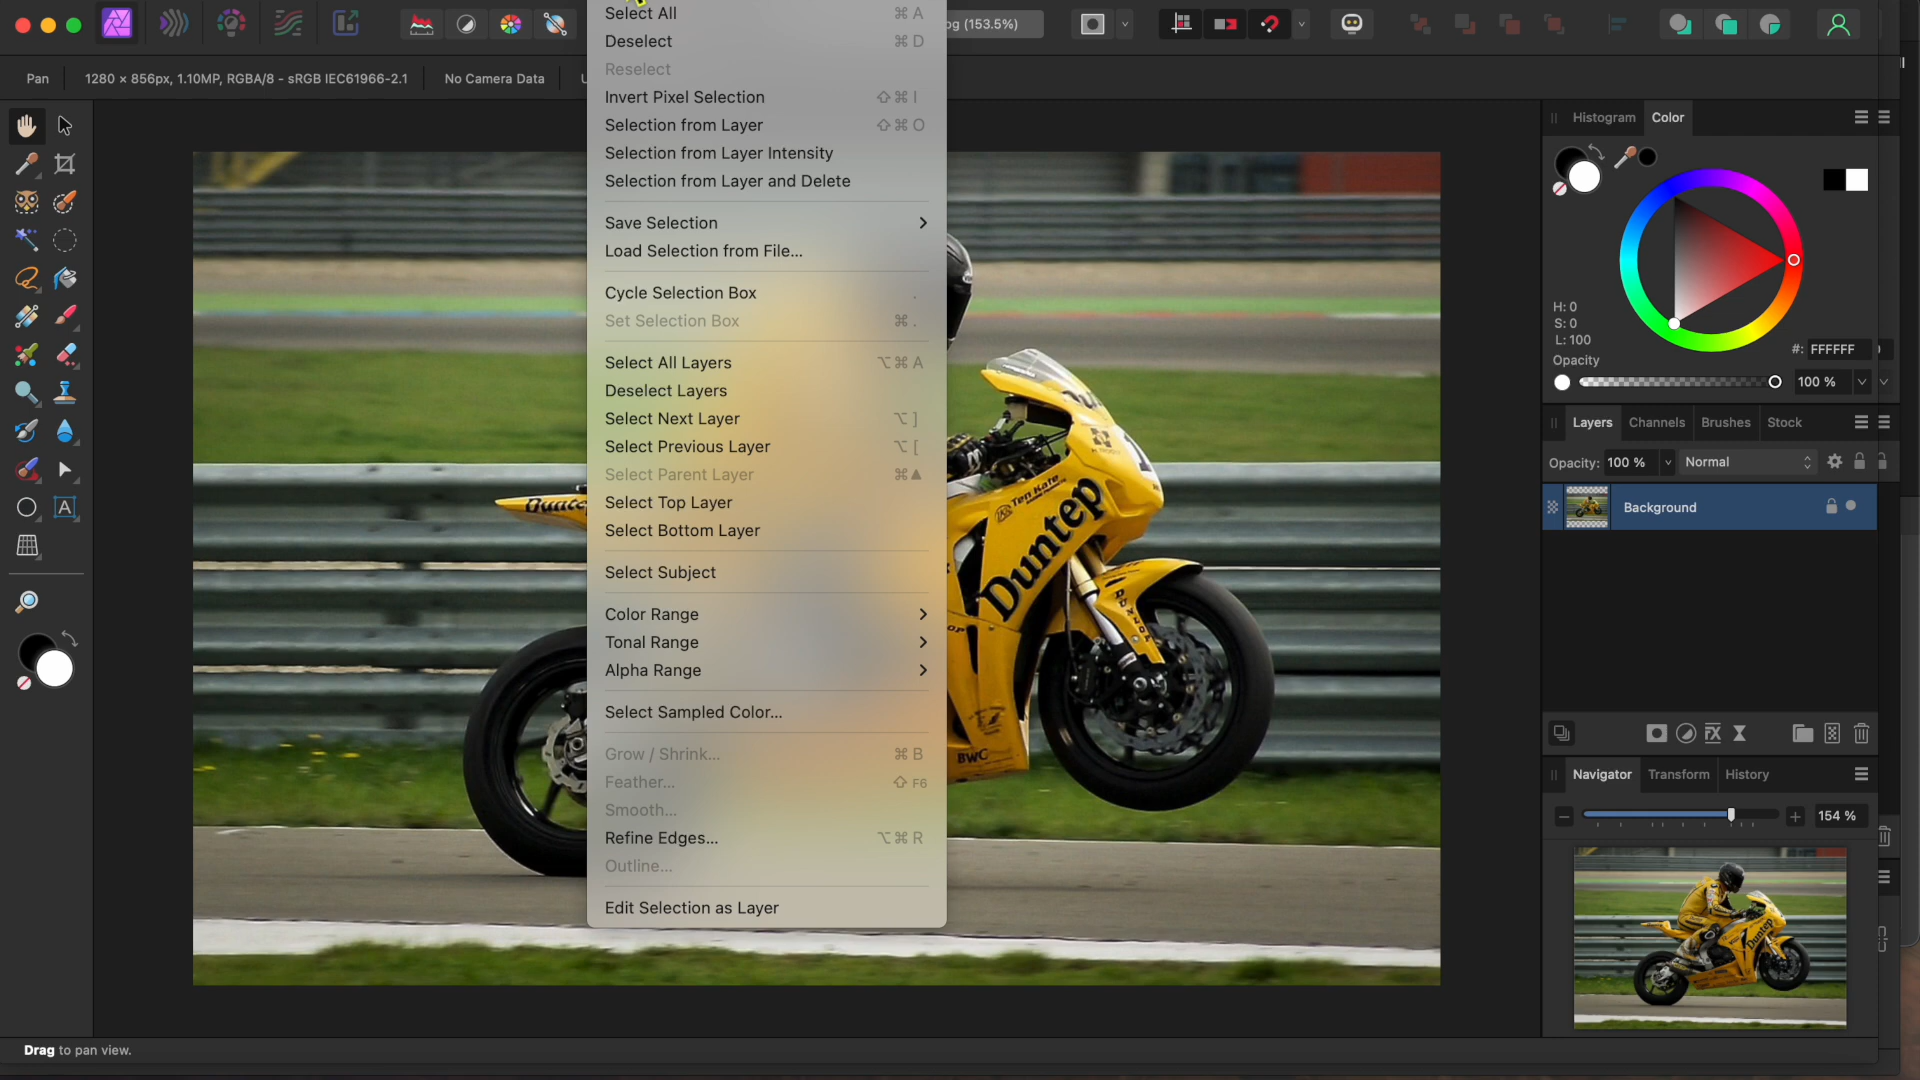 Select All ⌘ A
og (153.5%)
Deselect ⌘ D
Reselect
Pan
1280 × 856px, 1.10MP, RGBA/8 - sRGB IEC61966-2.1
No Camera Data
U
Invert Pixel Selection ⇧ ⌘ I
Selection from Layer ⇧ ⌘ O
Selection from Layer Intensity
Selection from Layer and Delete
Save Selection
Load Selection from File...
Cycle Selection Box .
Set Selection Box ⌘ .
Select All Layers ⌥ ⌘ A
Deselect Layers
Select Next Layer ⌥ ]
Select Previous Layer ⌥ [
Select Parent Layer ⌘ ▲
Select Top Layer
Select Bottom Layer
Select Subject
Color Range
Tonal Range
Alpha Range
Select Sampled Color...
Grow / Shrink... ⌘ B
Feather... ⇧ F6
Smooth...
Refine Edges... ⌥ ⌘ R
Outline...
Edit Selection as Layer
Ten Kate
Duntep
DUNLOP
BWC
Histogram Color
H: 0
S: 0
L: 100
#: FFFFFF
Opacity
100 %
Layers Channels Brushes Stock
Opacity: 100 % Normal
Background
Navigator Transform History
154 %
Duntep
A
Drag to pan view.